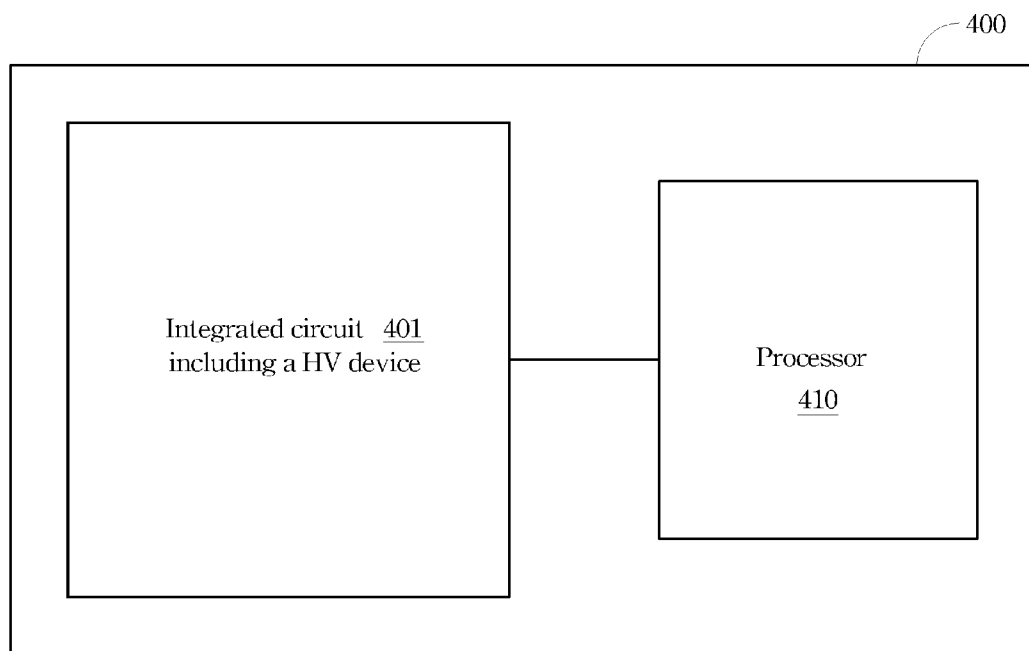 400
Integrated circuit 401
including a HV device
Processor
410